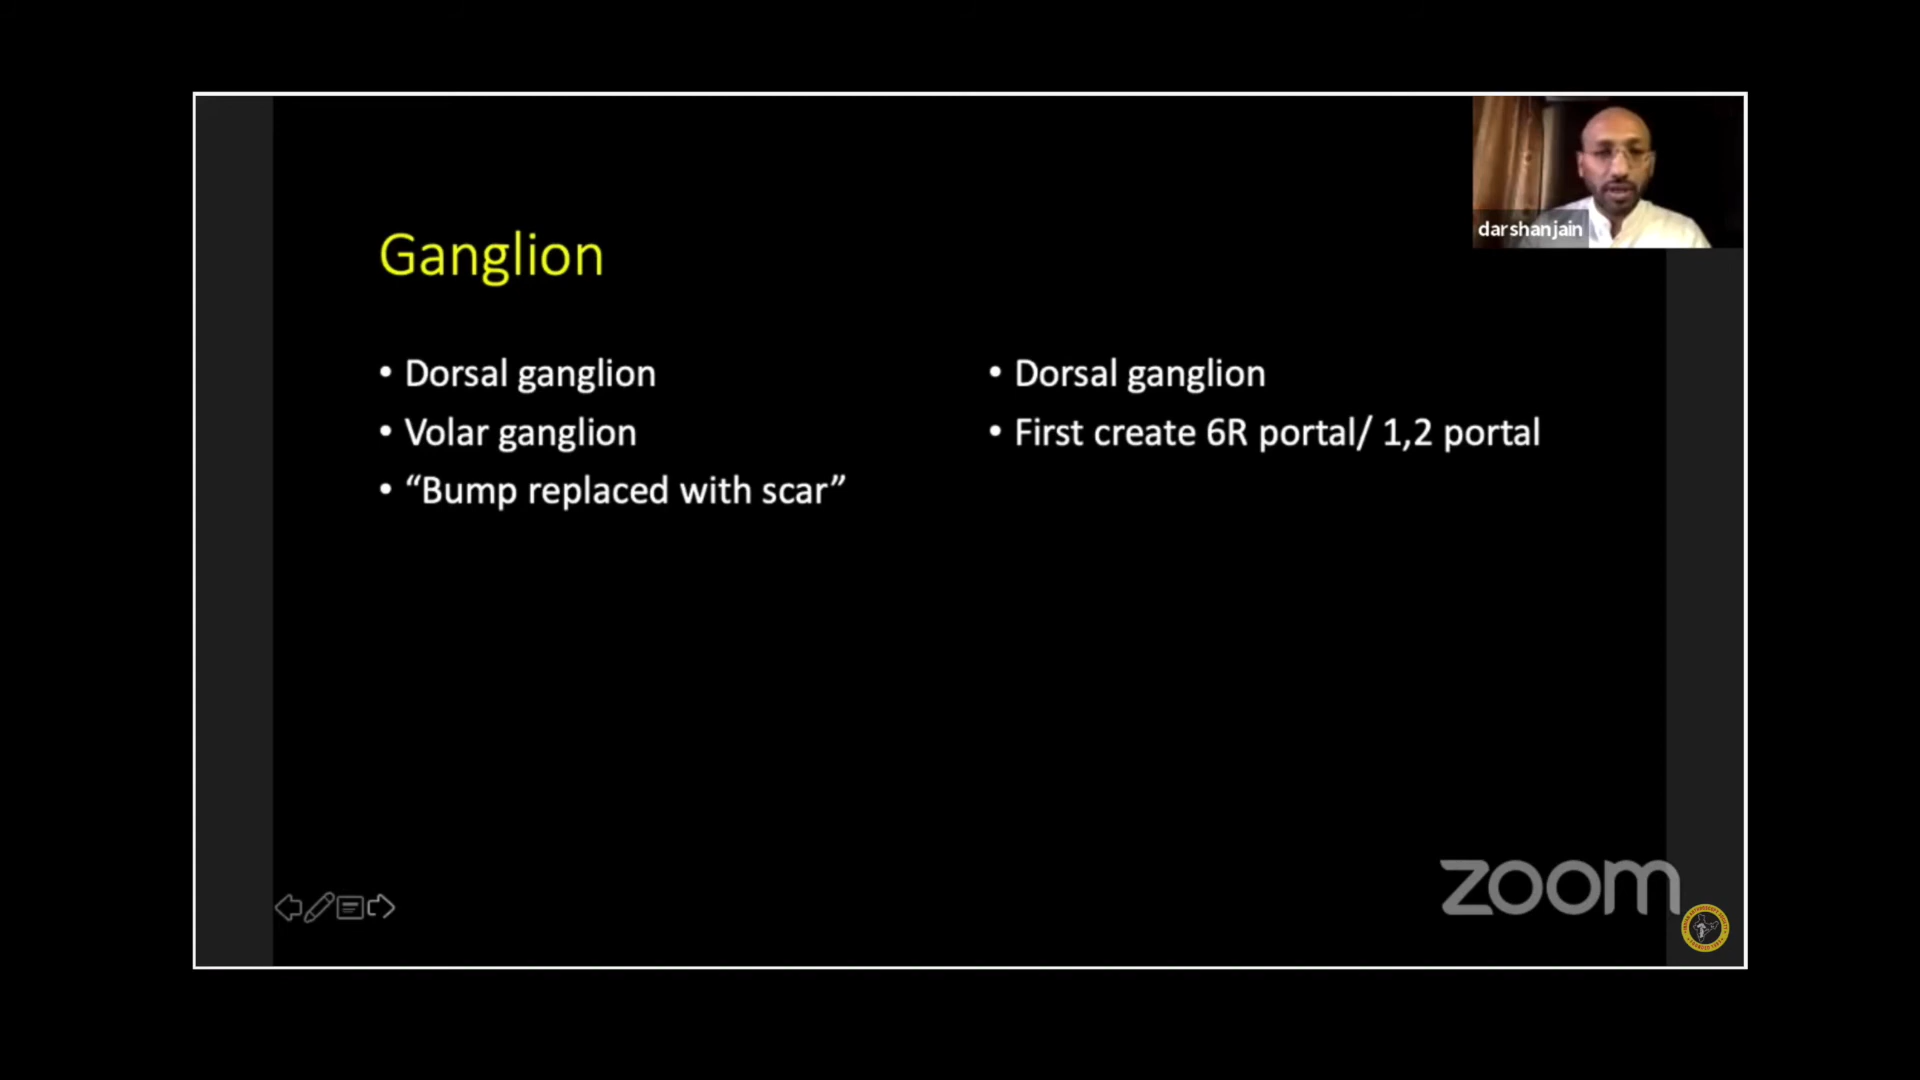 darshanjain
Ganglion
• Dorsal ganglion
• Volar ganglion
• “Bump replaced with scar”
• Dorsal ganglion
• First create 6R portal/ 1,2 portal
zoom